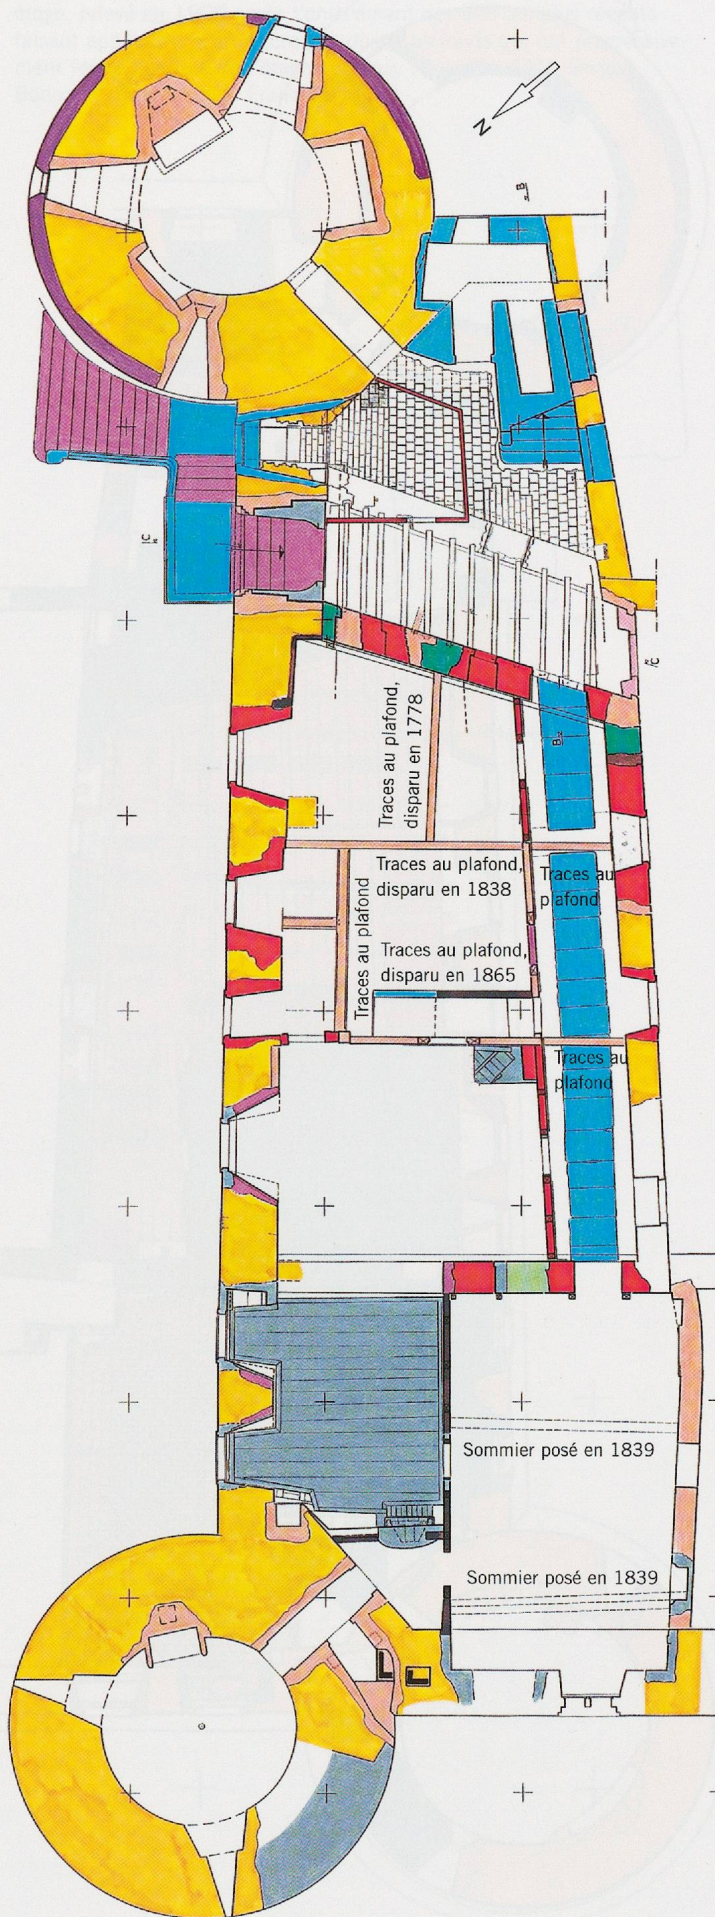 N
B
C
C
Traces au plafond,
disparu en 1778
B
Traces au plafond,
disparu en 1838
Traces au
plafond
Traces au plafond
Traces au plafond,
disparu en 1865
Traces au
plafond
Sommier posé en 1839
Sommier posé en 1839